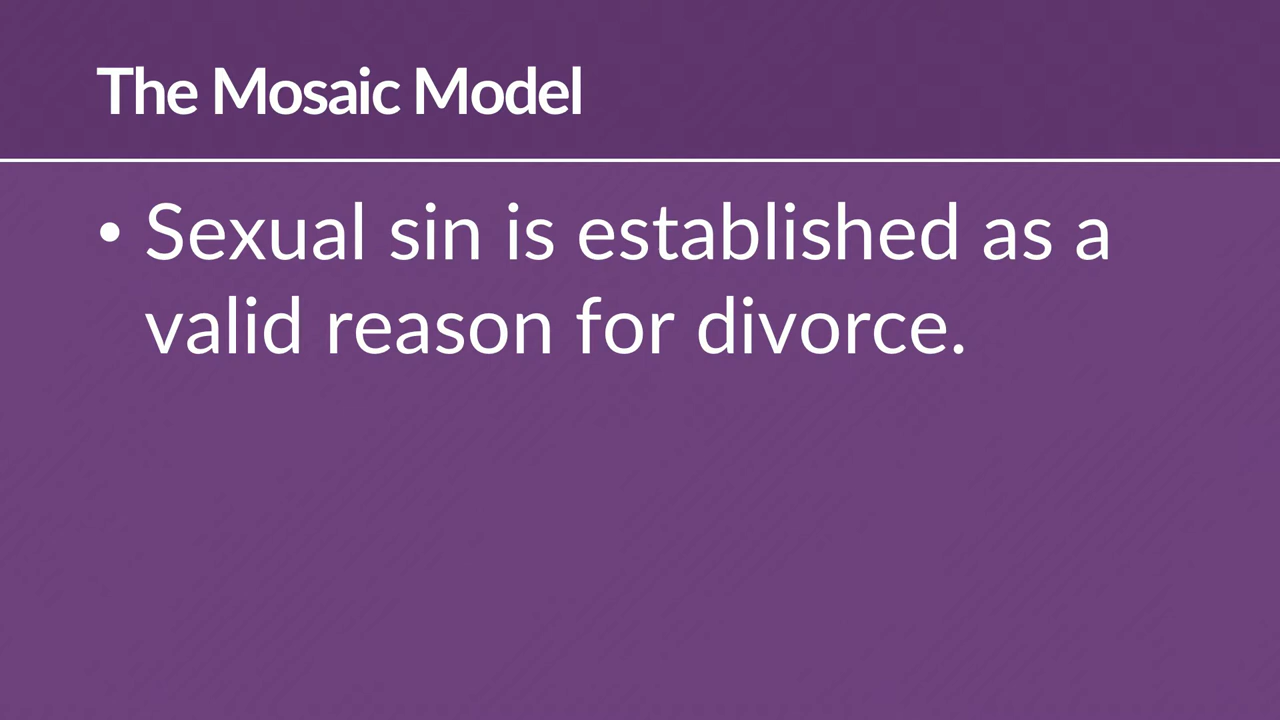 The Mosaic Model
• Sexual sin is established as a
valid reason for divorce.